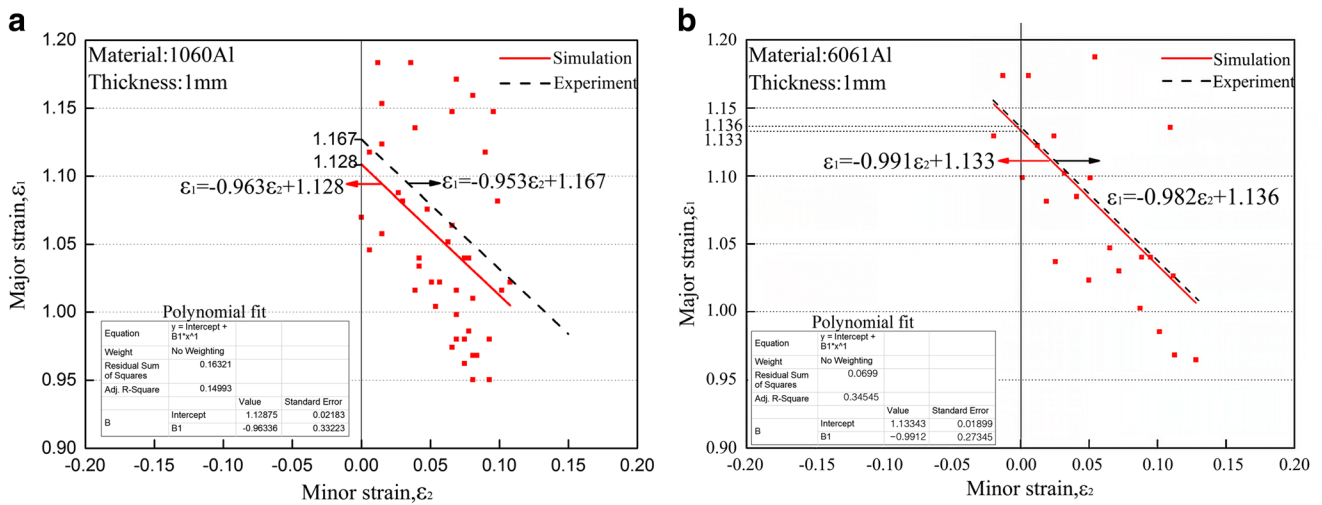 a
Material:1060Al
Thickness:1mm
Simulation
Experiment
1.167
1.128
ε1=-0.963ε2+1.128
ε1=-0.953ε2+1.167
Major strain,ε1
1.20
1.15
1.10
1.05
1.00
0.95
0.90
Polynomial fit
Equation y = Intercept + B1*x^1
Weight No Weighting
Residual Sum of Squares 0.16321
Adj. R-Square 0.14993
Value Standard Error
B Intercept 1.12875 0.02183
B1 -0.96336 0.33223
-0.20 -0.15 -0.10 -0.05 0.00 0.05 0.10 0.15 0.20
Minor strain,ε2
b
Material:6061Al
Thickness:1mm
Simulation
Experiment
1.136
1.133
ε1=-0.991ε2+1.133
ε1=-0.982ε2+1.136
Major strain,ε1
1.20
1.15
1.10
1.05
1.00
0.95
0.90
Polynomial fit
Equation y = Intercept + B1*x^1
Weight No Weighting
Residual Sum of Squares 0.0699
Adj. R-Square 0.34545
Value Standard Error
B Intercept 1.13343 0.01899
B1 −0.9912 0.27345
-0.20 -0.15 -0.10 -0.05 0.00 0.05 0.10 0.15 0.20
Minor strain,ε2